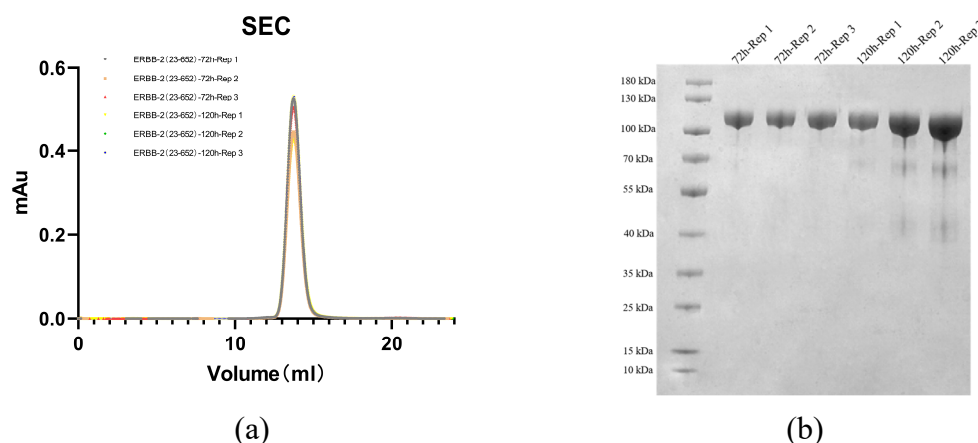 SEC
0.6
0.4
0.2
0.0
mAu
0
10
20
Volume(ml)
ERBB-2(23-652)-72h-Rep 1
ERBB-2(23-652)-72h-Rep 2
ERBB-2(23-652)-72h-Rep 3
ERBB-2(23-652)-120h-Rep 1
ERBB-2(23-652)-120h-Rep 2
ERBB-2(23-652)-120h-Rep 3
(a)
72h-Rep 1
72h-Rep 2
72h-Rep 3
120h-Rep 1
120h-Rep 2
120h-Rep
180 kDa
130 kDa
100 kDa
70 kDa
55 kDa
40 kDa
35 kDa
25 kDa
15 kDa
10 kDa
(b)